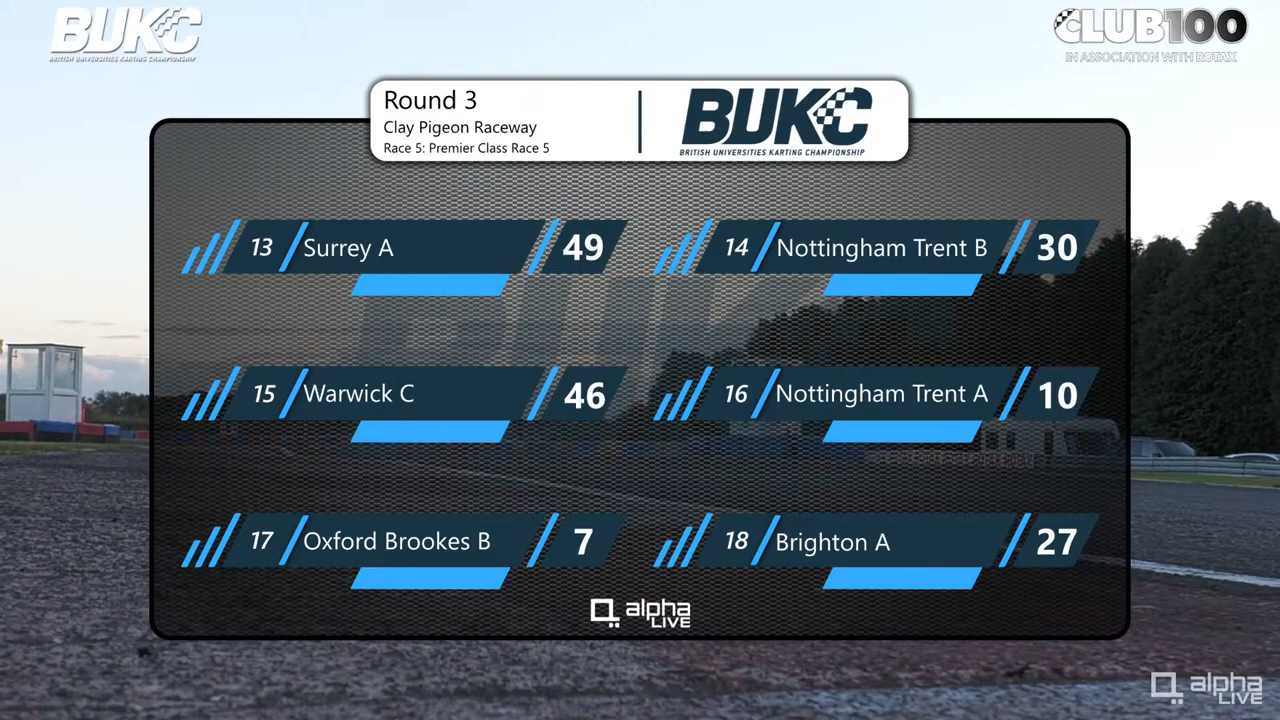 BUKC
BRITISH UNIVERSITIES KARTING CHAMPIONSHIP
CLUB100
IN ASSOCIATION WITH ROTAX
Round 3
Clay Pigeon Raceway
Race 5: Premier Class Race 5
BUKC
BRITISH UNIVERSITIES KARTING CHAMPIONSHIP
13 Surrey A 49
14 Nottingham Trent B 30
15 Warwick C 46
16 Nottingham Trent A 10
17 Oxford Brookes B 7
18 Brighton A 27
alpha
LIVE
alpha
LIVE